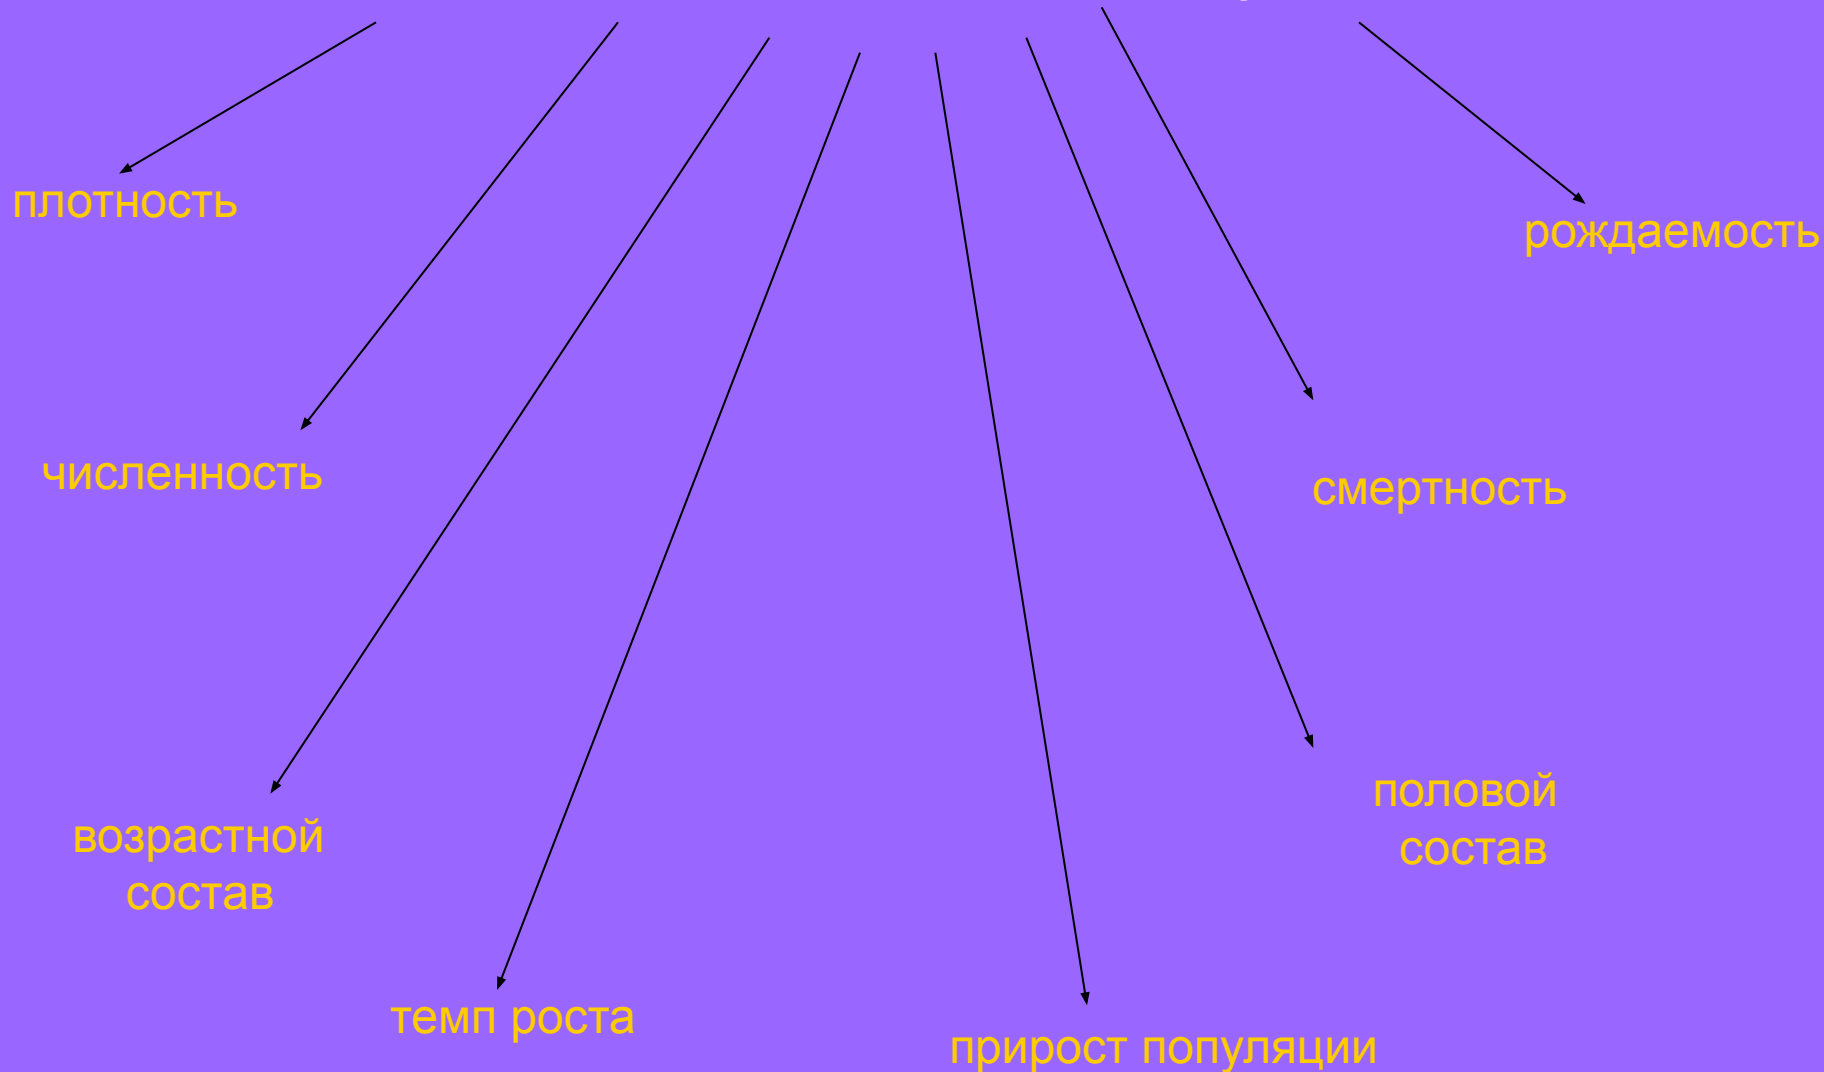 плотность
рождаемость
численность
смертность
половой
состав
возрастной
состав
темп роста
прирост популяции